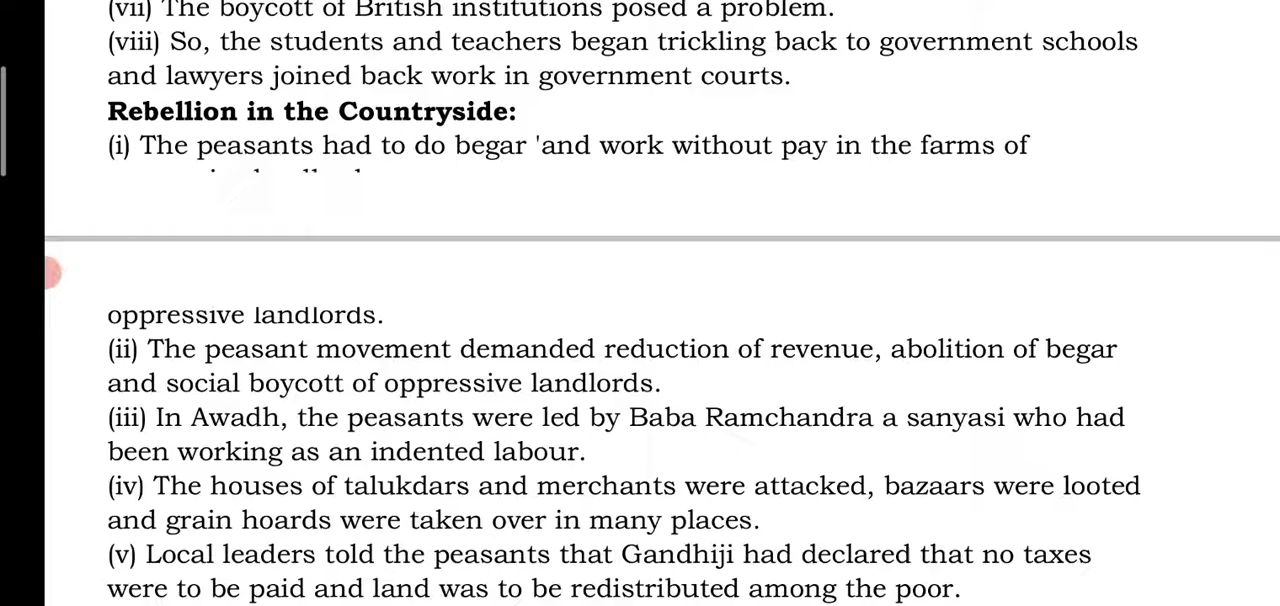 (vii) The boycott of British institutions posed a problem.
(viii) So, the students and teachers began trickling back to government schools
and lawyers joined back work in government courts.
Rebellion in the Countryside:
(i) The peasants had to do begar 'and work without pay in the farms of
oppressive landlords.
(ii) The peasant movement demanded reduction of revenue, abolition of begar
and social boycott of oppressive landlords.
(iii) In Awadh, the peasants were led by Baba Ramchandra a sanyasi who had
been working as an indented labour.
(iv) The houses of talukdars and merchants were attacked, bazaars were looted
and grain hoards were taken over in many places.
(v) Local leaders told the peasants that Gandhiji had declared that no taxes
were to be paid and land was to be redistributed among the poor.